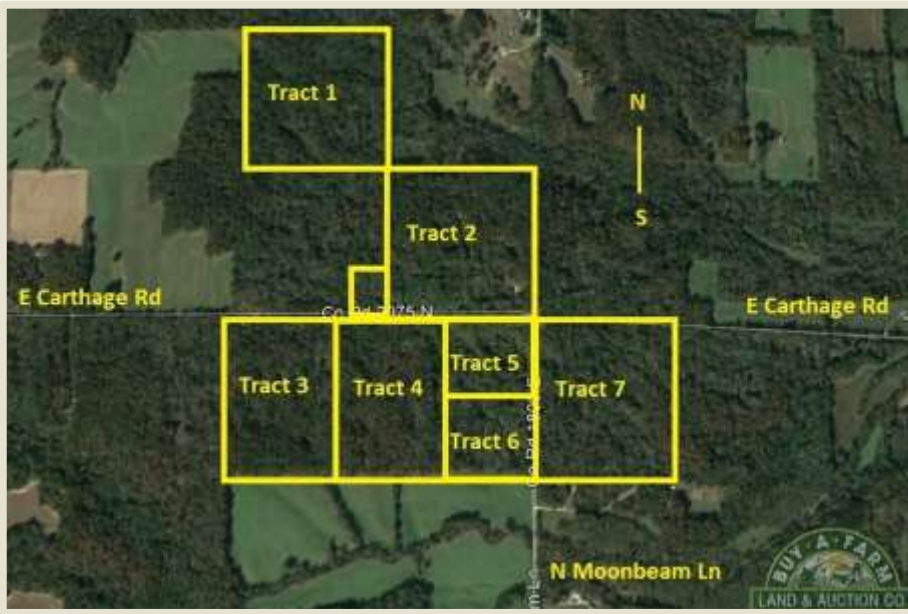 Tract 1
N
S
Tract 2
E Carthage Rd
E Carthage Rd
Tract 3
Tract 4
Tract 5
Tract 6
Tract 7
N Moonbeam Ln
BUY · A · FARM
LAND & AUCTION CO